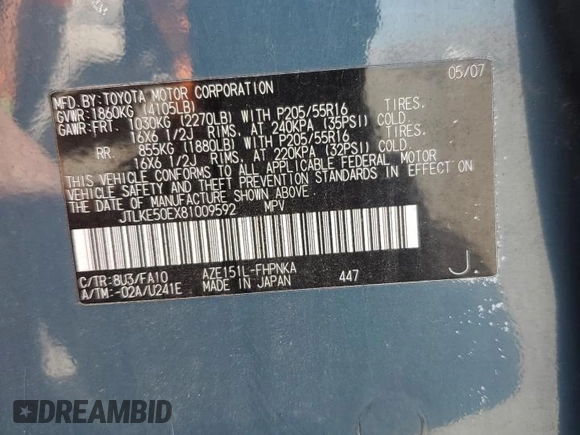 MFD.BY:TOYOTA MOTOR CORPORATION 05/07
GVWR:1860KG (4105LB)
GAWR:FRT. 1030KG (2270LB) WITH P205/55R16 TIRES.
16X6 1/2J RIMS, AT 240KPA (35PSI) COLD.
RR. 855KG (1880LB) WITH P205/55R16 TIRES.
16X6 1/2J RIMS, AT 220KPA (32PSI) COLD.
THIS VEHICLE CONFORMS TO ALL APPLICABLE FEDERAL MOTOR
VEHICLE SAFETY AND THEFT PREVENTION STANDARDS IN EFFECT ON
THE DATE OF MANUFACTURE SHOWN ABOVE.
JTLKE50EX81009592 MPV
C/TR:8U3/FA10 AZE151L-FHPNKA
A/TM:-02A/U241E MADE IN JAPAN 447 J.
DREAMBID